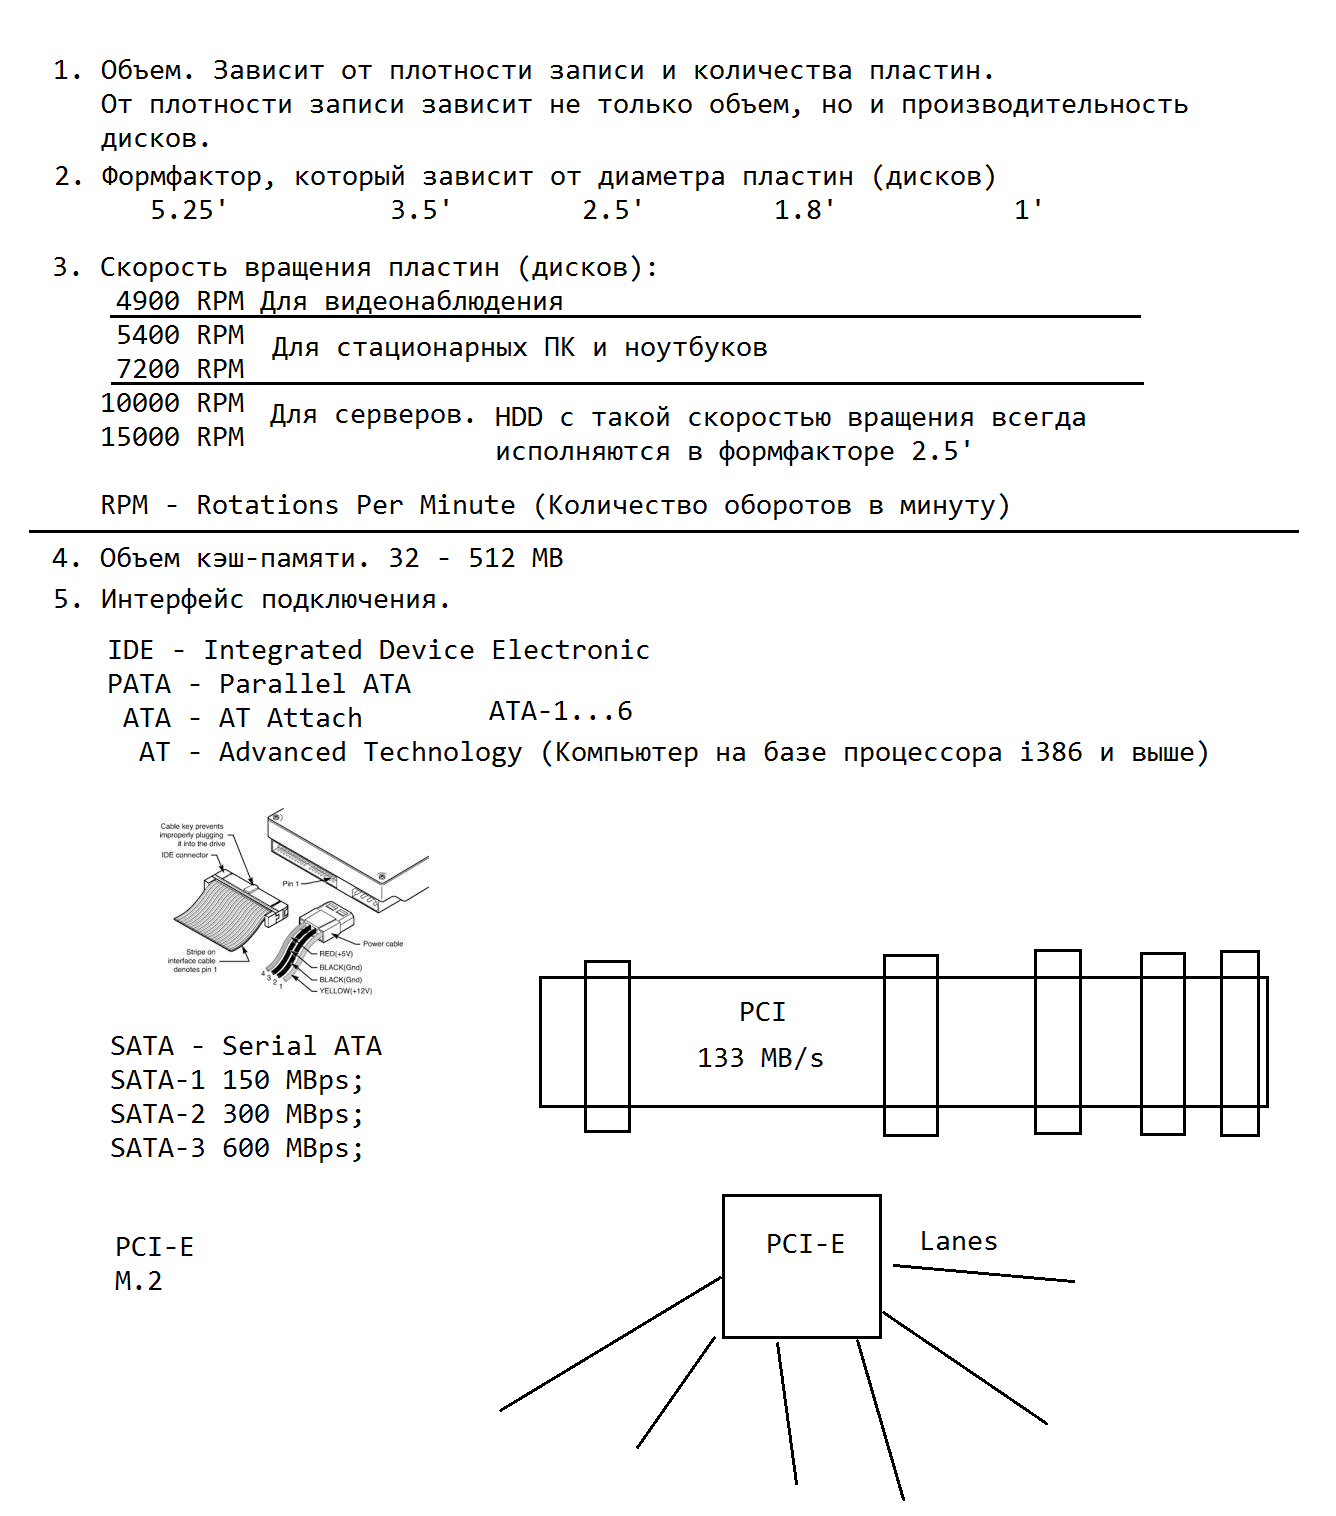 1. Объем. Зависит от плотности записи и количества пластин.
От плотности записи зависит не только объем, но и производительность
дисков.
2. Формфактор, который зависит от диаметра пластин (дисков)
5.25' 3.5' 2.5' 1.8' 1'
3. Скорость вращения пластин (дисков):
4900 RPM Для видеонаблюдения
5400 RPM
Для стационарных ПК и ноутбуков
7200 RPM
10000 RPM
Для серверов. HDD с такой скоростью вращения всегда
15000 RPM
исполняются в формфакторе 2.5'
RPM - Rotations Per Minute (Количество оборотов в минуту)
4. Объем кэш-памяти. 32 - 512 MB
5. Интерфейс подключения.
IDE - Integrated Device Electronic
PATA - Parallel ATA
ATA - AT Attach ATA-1...6
AT - Advanced Technology (Компьютер на базе процессора i386 и выше)
Cable key prevents
improperly plugging
it into the drive
IDE connector
Pin 1
Power cable
Stripe on
interface cable
denotes pin 1
RED(+5V)
BLACK(Gnd)
BLACK(Gnd)
YELLOW(+12V)
4
3
2
1
PCI
133 MB/s
SATA - Serial ATA
SATA-1 150 MBps;
SATA-2 300 MBps;
SATA-3 600 MBps;
PCI-E
M.2
PCI-E
Lanes